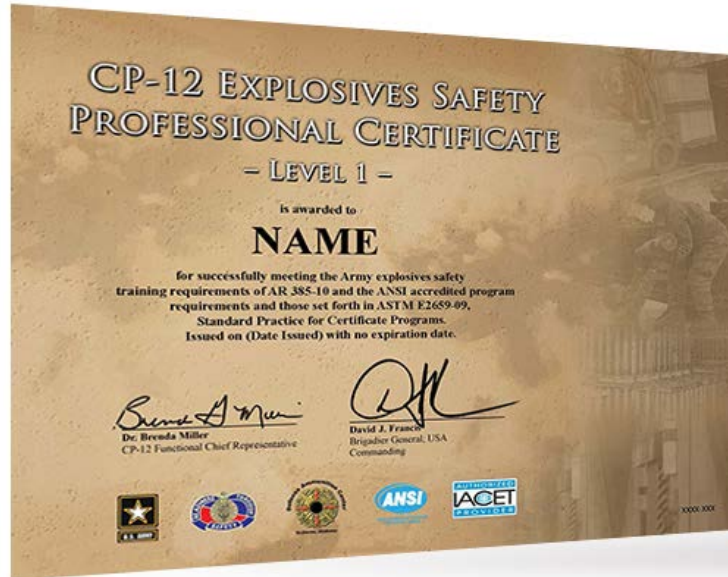 CP-12 EXPLOSIVES SAFETY
PROFESSIONAL CERTIFICATE
– LEVEL 1 –
is awarded to
NAME
for successfully meeting the Army explosives safety
training requirements of AR 385-10 and the ANSI accredited program
requirements and those set forth in ASTM E2659-09,
Standard Practice for Certificate Programs.
Issued on (Date Issued) with no expiration date.
Dr. Brenda Miller
CP-12 Functional Chief Representative
David J. Francis
Brigadier General, USA
Commanding
U.S. ARMY
SAFETY
ANSI
AUTHORIZED
IACET
PROVIDER
XXXX-XXX